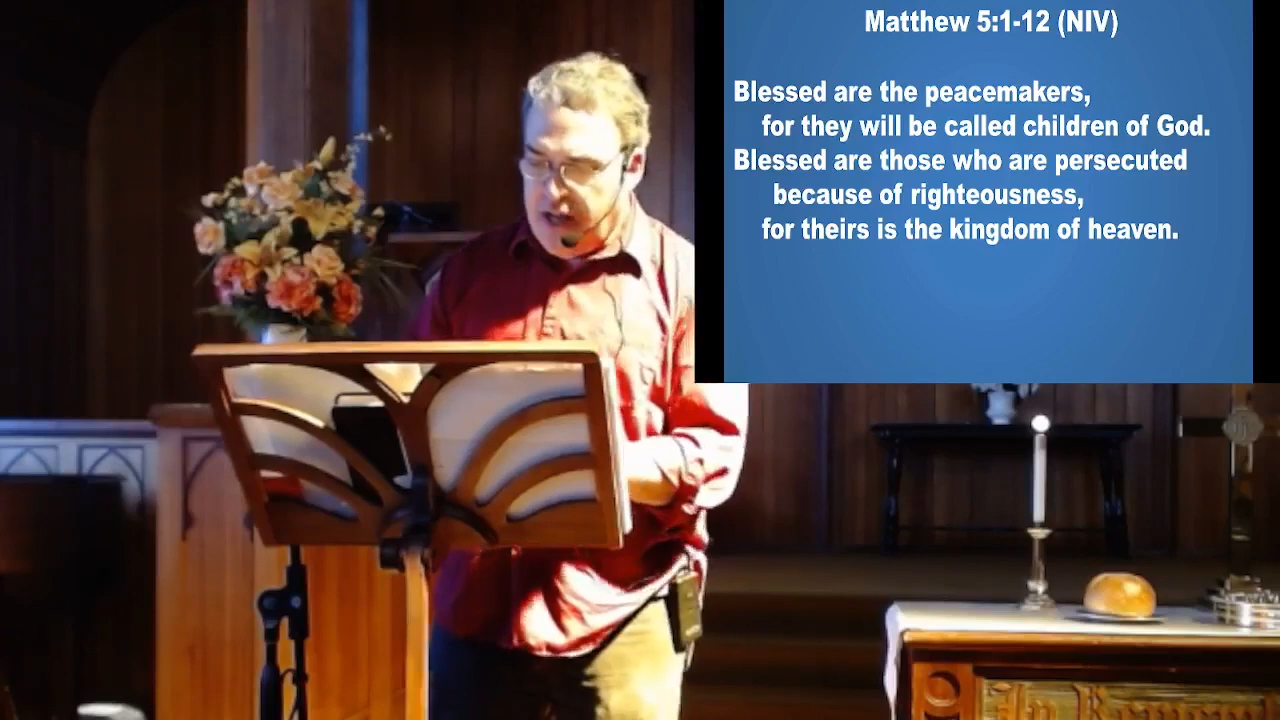 Matthew 5:1-12 (NIV)
Blessed are the peacemakers,
for they will be called children of God.
Blessed are those who are persecuted
because of righteousness,
for theirs is the kingdom of heaven.
In